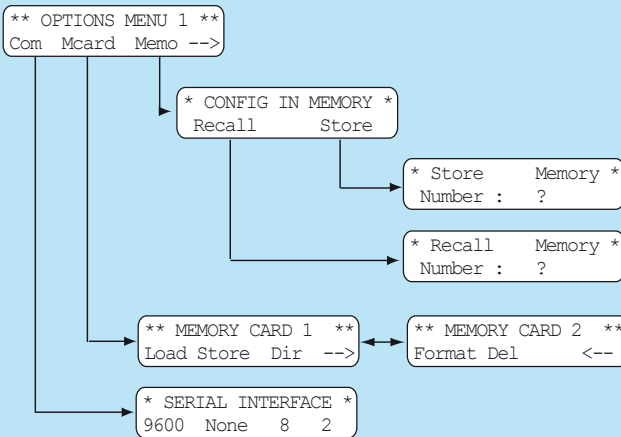 ** OPTIONS MENU 1 **
Com Mcard Memo -->
* CONFIG IN MEMORY *
Recall Store
* Store Memory *
Number : ?
* Recall Memory *
Number : ?
** MEMORY CARD 1 **
Load Store Dir -->
** MEMORY CARD 2 **
Format Del <--
* SERIAL INTERFACE *
9600 None 8 2